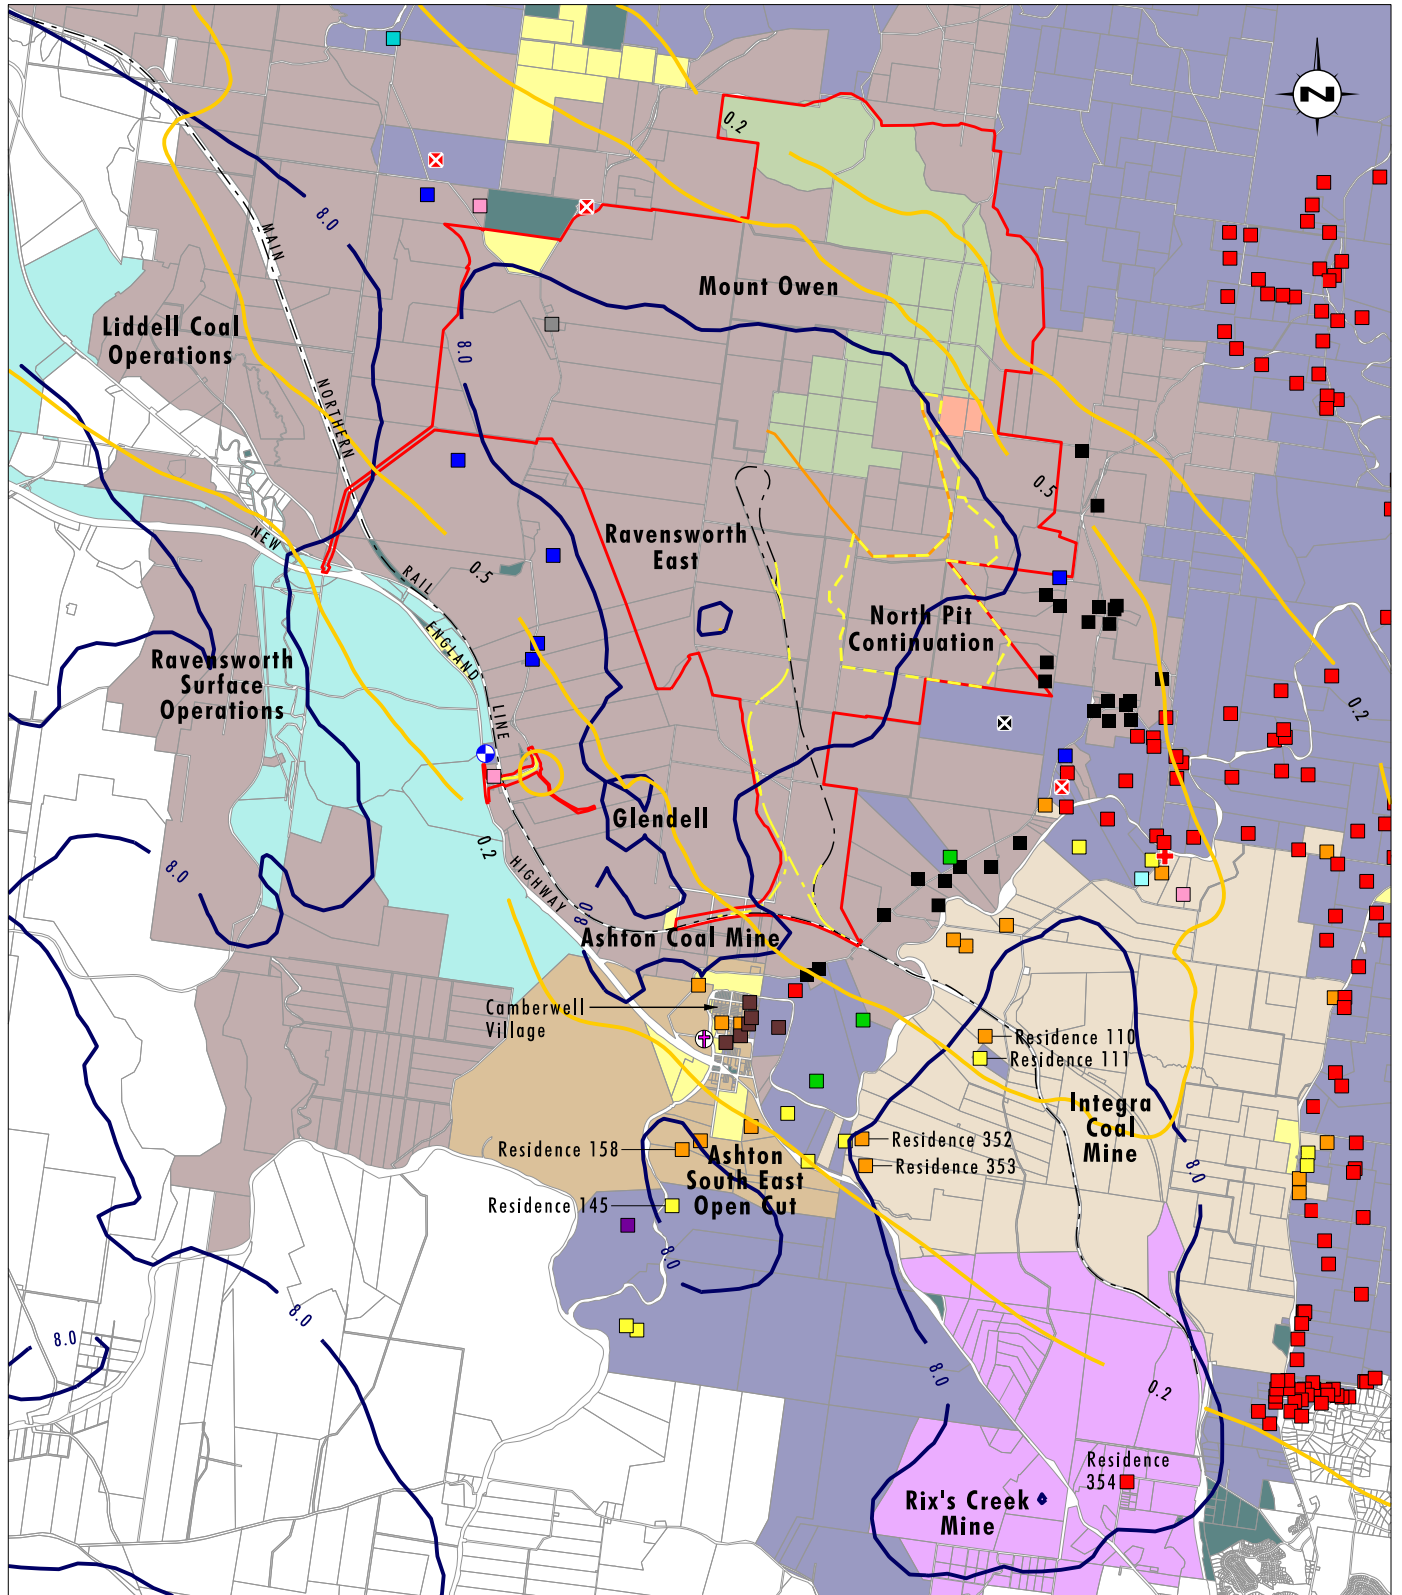 N
0.2
8.0
MAIN
Mount Owen
Liddell Coal
Operations
8.0
NORTHERN
0.5
NEW
Ravensworth
East
RAIL
0.5
North Pit
Continuation
ENGLAND
Ravensworth
Surface
Operations
LINE
0.2
Glendell
0.2
8.0
HIGHWAY
8.0
Ashton Coal Mine
Camberwell
Village
Residence 110
Residence 111
Integra
Coal
Mine
Residence 352
Residence 158
Ashton
South East
Open Cut
Residence 353
8.0
Residence 145
8.0
8.0
8.0
8.0
0.2
Residence
354
Rix's Creek
Mine